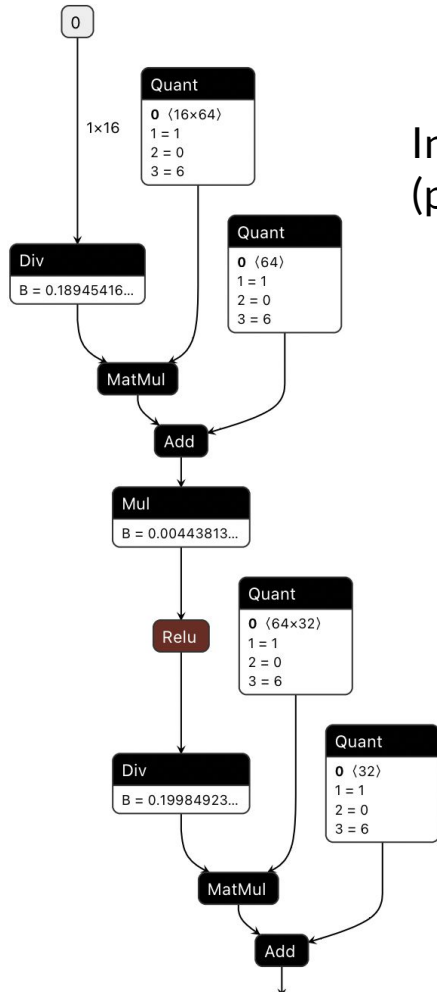 0
1×16
Quant
0 ⟨16×64⟩
1 = 1
2 = 0
3 = 6
Quant
0 ⟨64⟩
1 = 1
2 = 0
3 = 6
Div
B = 0.18945416...
MatMul
Add
Mul
B = 0.00443813...
Quant
0 ⟨64×32⟩
1 = 1
2 = 0
3 = 6
Relu
Quant
0 ⟨32⟩
1 = 1
2 = 0
3 = 6
Div
B = 0.19984923...
MatMul
Add